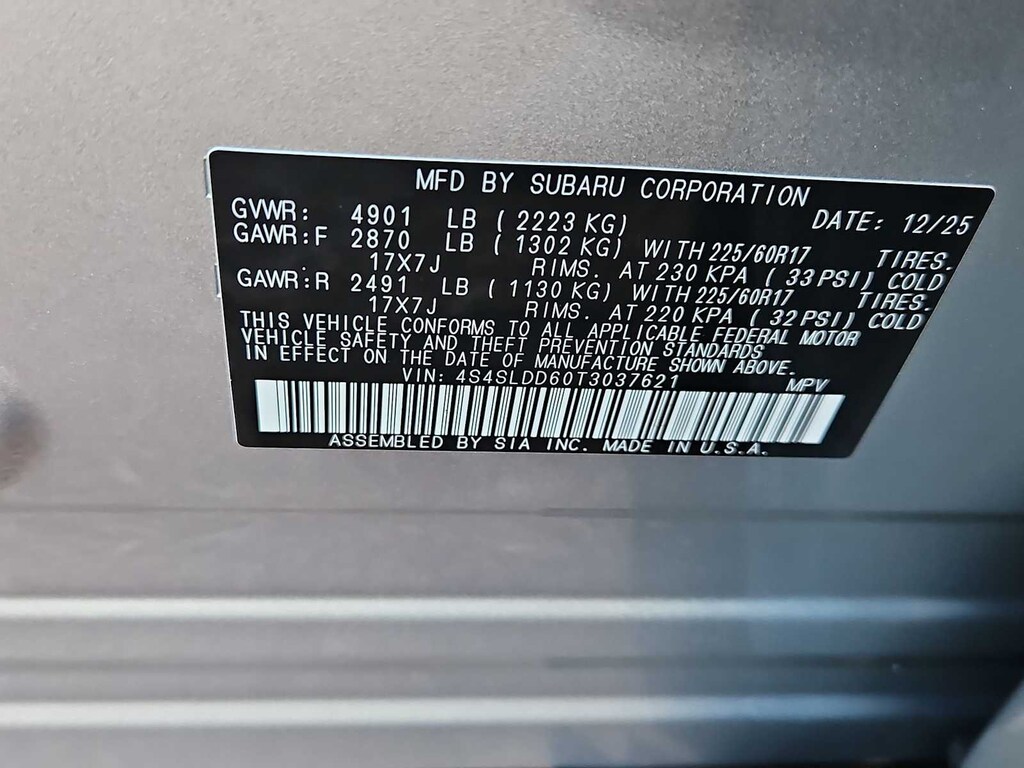 MFD BY SUBARU CORPORATION
GVWR: 4901 LB ( 2223 KG) DATE: 12/25
GAWR:F 2870 LB ( 1302 KG) WITH 225/60R17 TIRES.
17X7J RIMS. AT 230 KPA ( 33 PSI) COLD
GAWR:R 2491 LB ( 1130 KG) WITH 225/60R17 TIRES.
17X7J RIMS. AT 220 KPA ( 32 PSI) COLD
THIS VEHICLE CONFORMS TO ALL APPLICABLE FEDERAL MOTOR
VEHICLE SAFETY AND THEFT PREVENTION STANDARDS
IN EFFECT ON THE DATE OF MANUFACTURE SHOWN ABOVE.
VIN: 4S4SLDD60T3037621 MPV
ASSEMBLED BY SIA INC. MADE IN U.S.A.